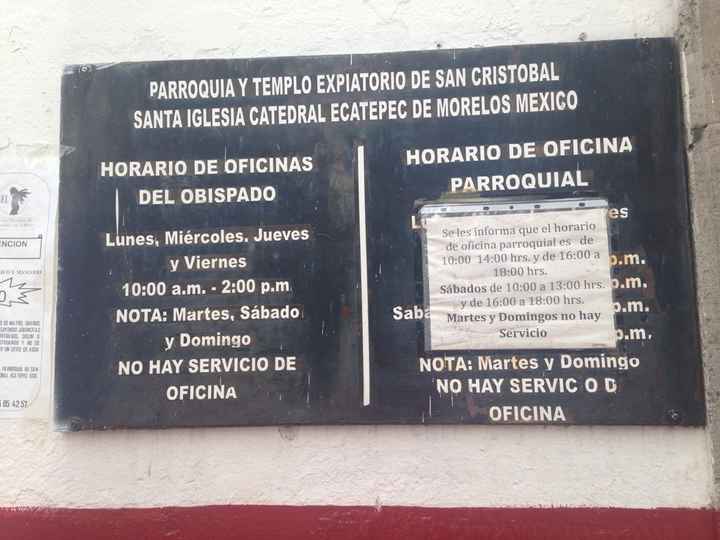 PARROQUIA Y TEMPLO EXPIATORIO DE SAN CRISTOBAL
SANTA IGLESIA CATEDRAL ECATEPEC DE MORELOS MEXICO
HORARIO DE OFICINAS
DEL OBISPADO
Lunes, Miércoles. Jueves
y Viernes
10:00 a.m. - 2:00 p.m
NOTA: Martes, Sábado
y Domingo
NO HAY SERVICIO DE
OFICINA
HORARIO DE OFICINA
PARROQUIAL
Se les informa que el horario
de oficina parroquial es de
10:00 14:00 hrs. y de 16:00 a
18:00 hrs.
Sábados de 10:00 a 13:00 hrs.
y de 16:00 a 18:00 hrs.
Martes y Domingos no hay
Servicio
p.m.
p.m.
p.m.
NOTA: Martes y Domingo
NO HAY SERVIC O D
OFICINA